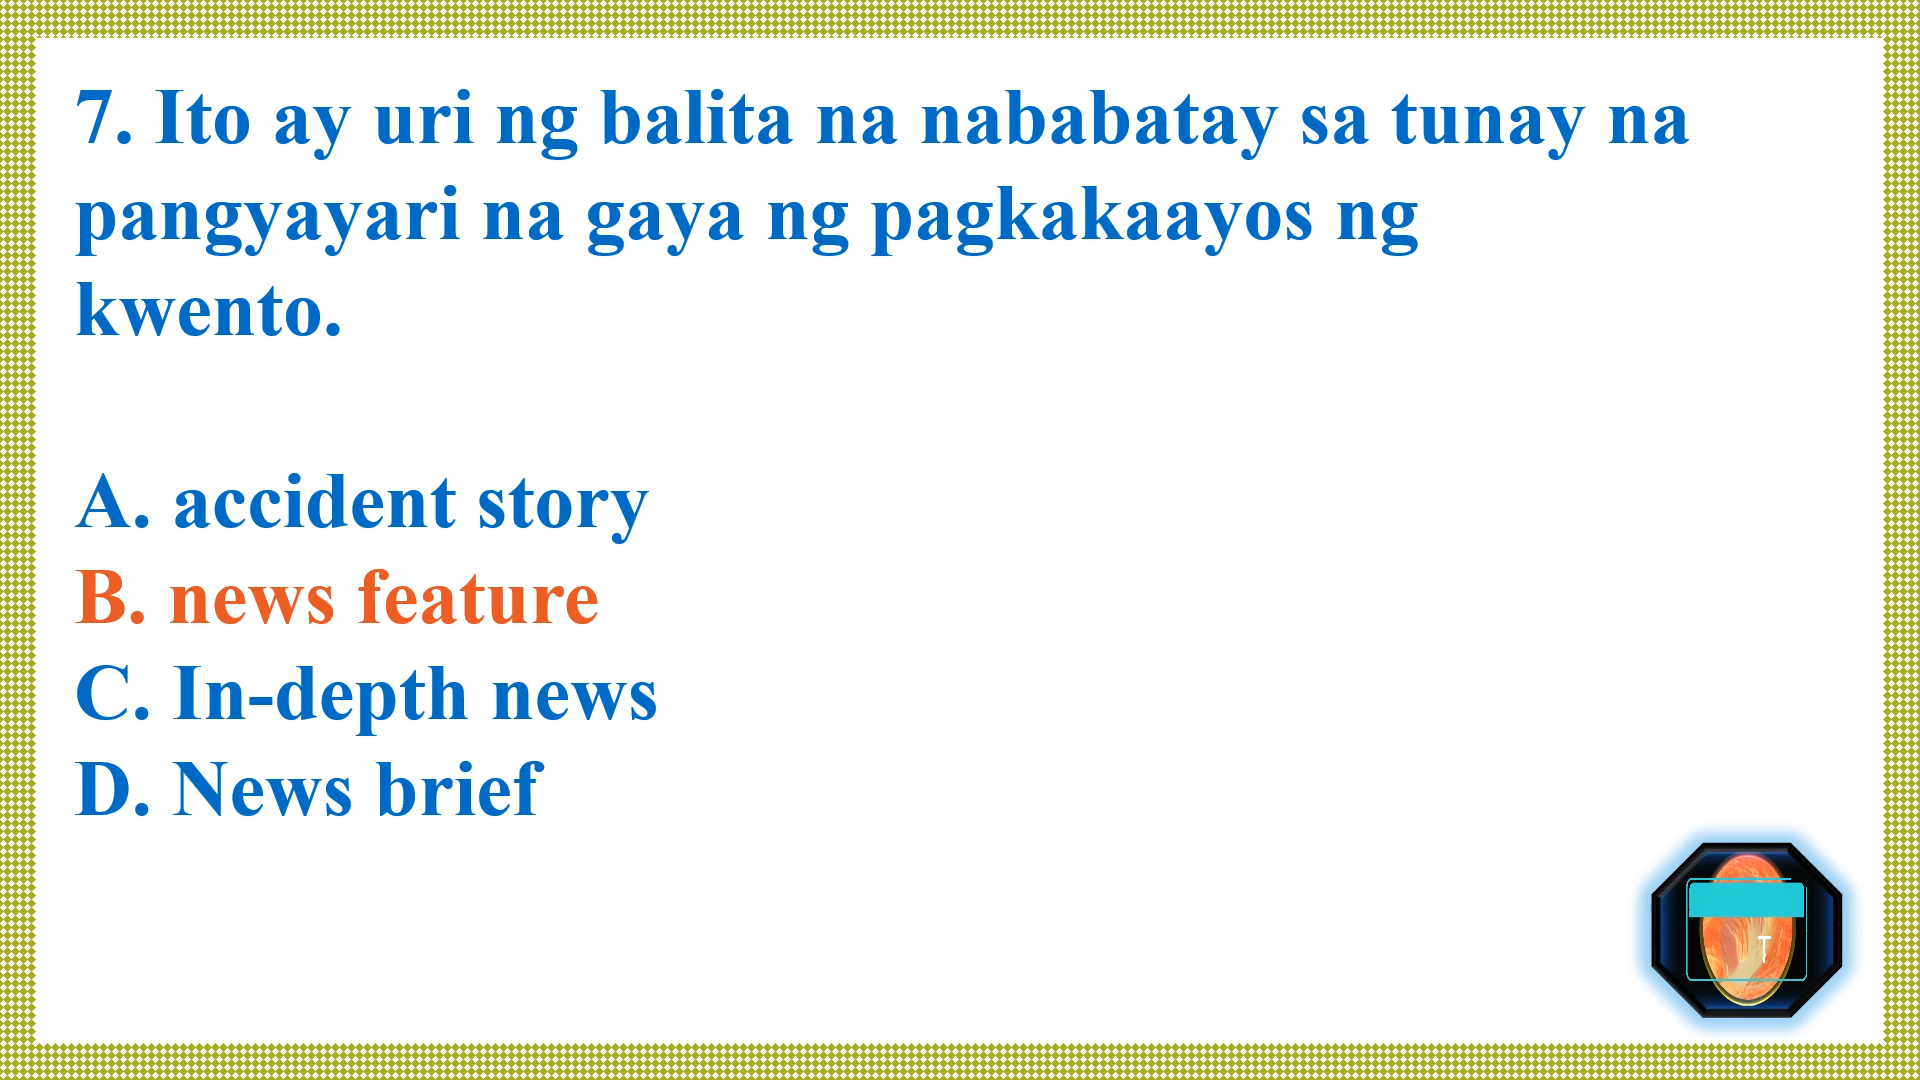 7. Ito ay uri ng balita na nababatay sa tunay na
pangyayari na gaya ng pagkakaayos ng
kwento.
A. accident story
B. news feature
C. In-depth news
D. News brief
T